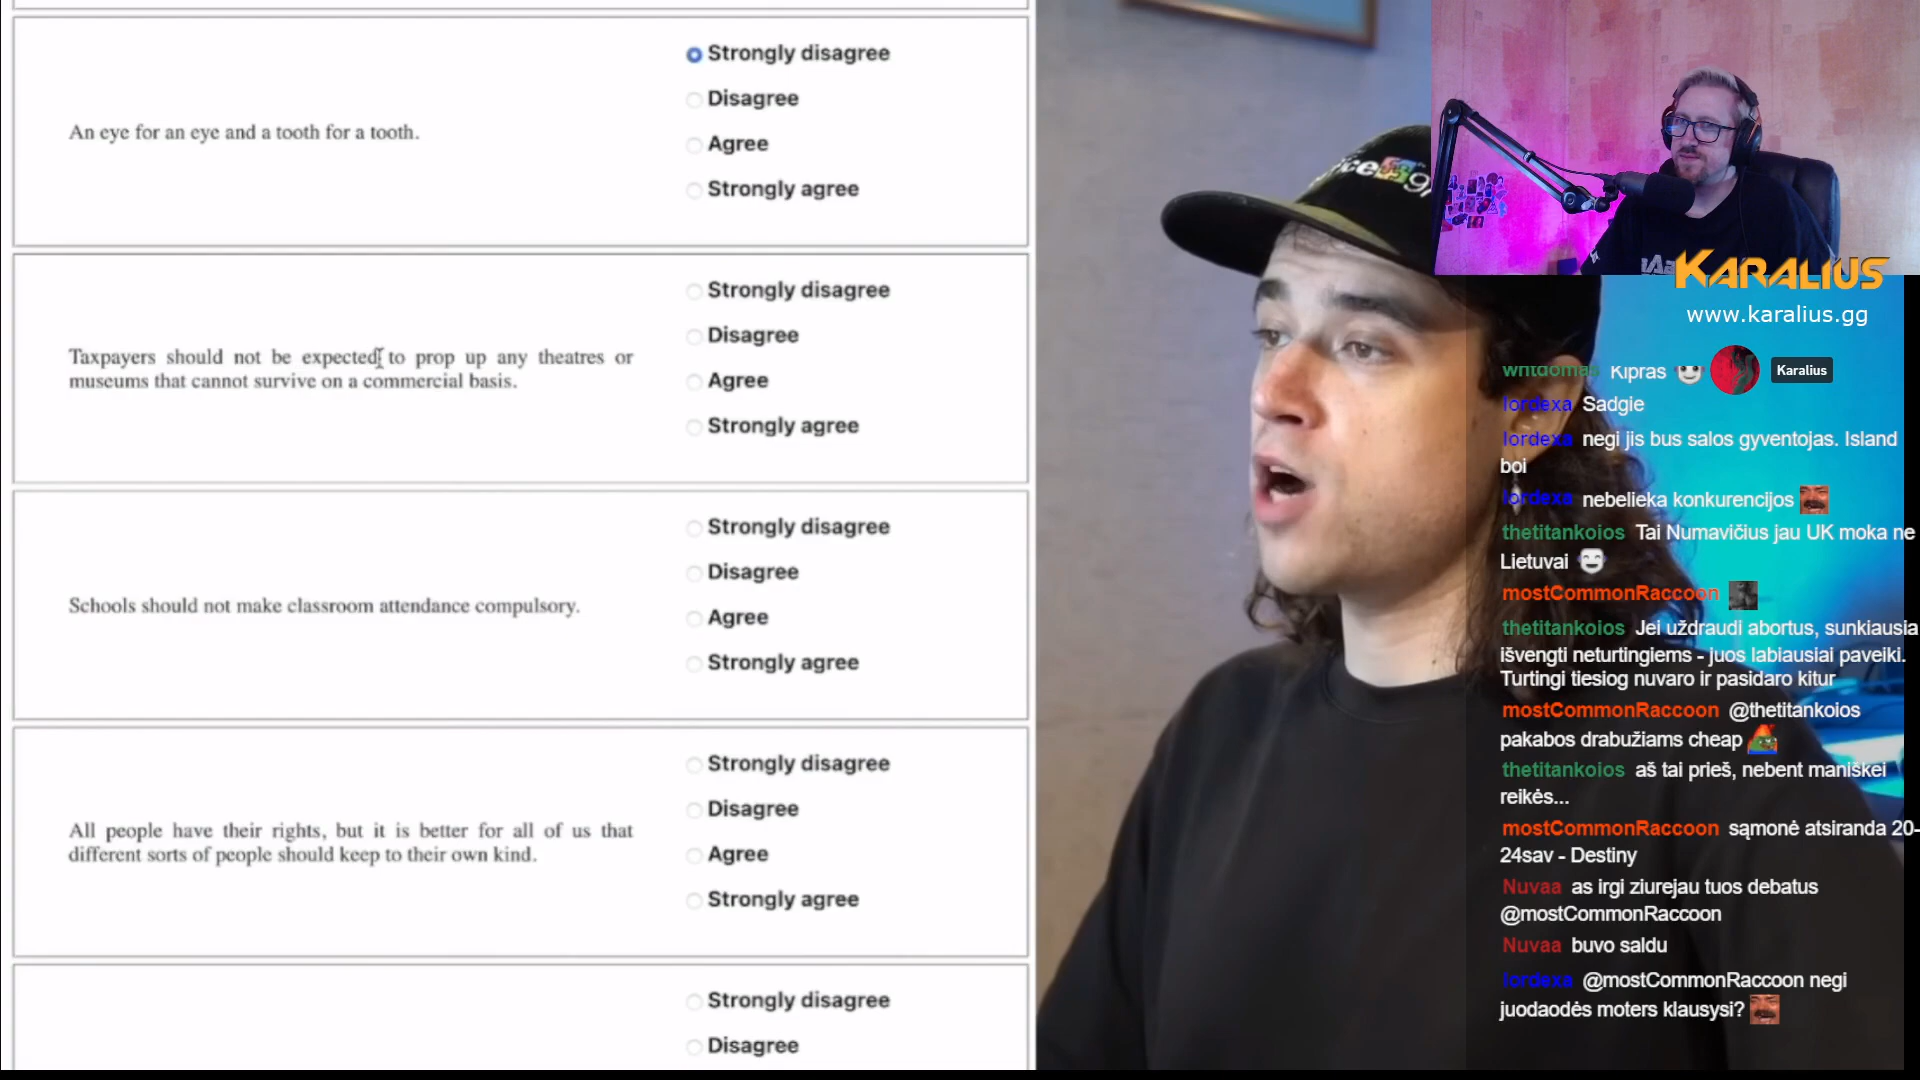 Strongly disagree
Disagree
An eye for an eye and a tooth for a tooth.
Agree
Strongly agree
Strongly disagree
Disagree
Taxpayers should not be expected to prop up any theatres or
museums that cannot survive on a commercial basis.
Agree
Strongly agree
Strongly disagree
Disagree
Schools should not make classroom attendance compulsory.
Agree
Strongly agree
Strongly disagree
Disagree
All people have their rights, but it is better for all of us that
different sorts of people should keep to their own kind.
Agree
Strongly agree
Strongly disagree
Disagree
KARALIUS
www.karalius.gg
Kipras
Karalius
lordexa Sadgie
lordexa negi jis bus salos gyventojas. Island
boi
lordexa nebelieka konkurencijos
thetitankoios Tai Numavičius jau UK moka ne
Lietuvai
mostCommonRaccoon
thetitankoios Jei uždraudi abortus, sunkiausia
išvengti neturtingiems - juos labiausiai paveiki.
Turtingi tiesiog nuvaro ir pasidaro kitur
mostCommonRaccoon @thetitankoios
pakabos drabužiams cheap
thetitankoios aš tai prieš, nebent maniškei
reikės...
mostCommonRaccoon sąmonė atsiranda 20-
24sav - Destiny
Nuvaa as irgi ziurejau tuos debatus
@mostCommonRaccoon
Nuvaa buvo saldu
lordexa @mostCommonRaccoon negi
juodaodės moters klausysi?